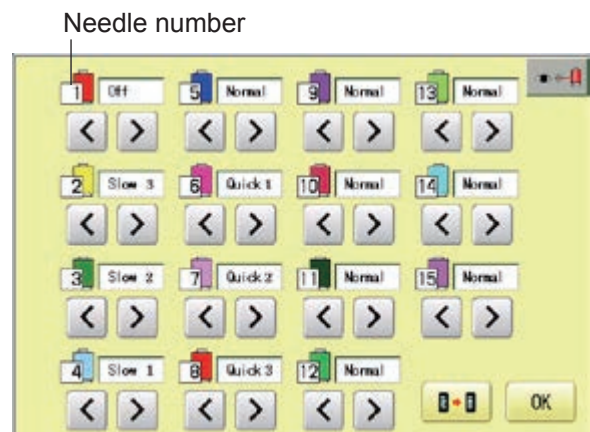 Needle number
1 Off 5 Normal 9 Normal 13 Normal
2 Slow 3 6 Quick 1 10 Normal 14 Normal
3 Slow 2 7 Quick 2 11 Normal 15 Normal
4 Slow 1 8 Quick 3 12 Normal
OK